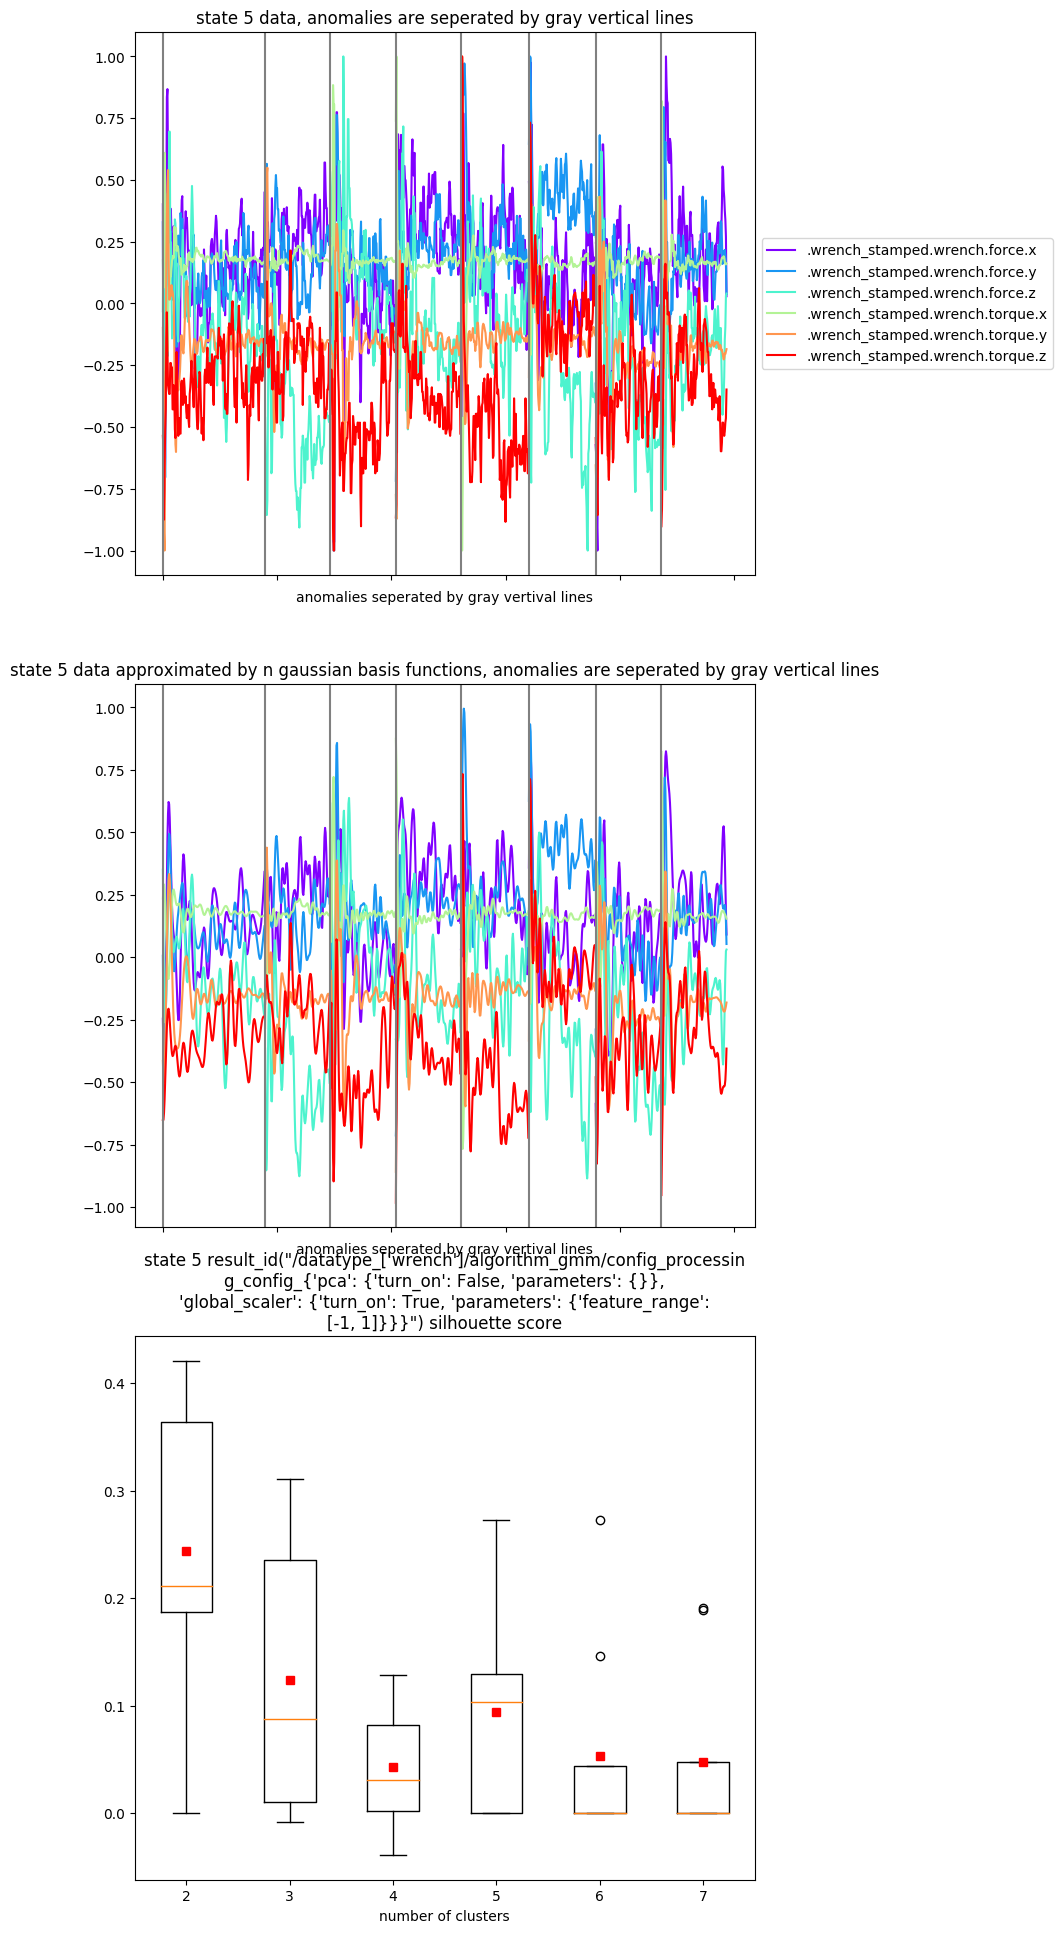 state 5 data, anomalies are seperated by gray vertical lines
1.00
0.75
0.50
0.25
0.00
−0.25
−0.50
−0.75
−1.00
.wrench_stamped.wrench.force.x
.wrench_stamped.wrench.force.y
.wrench_stamped.wrench.force.z
.wrench_stamped.wrench.torque.x
.wrench_stamped.wrench.torque.y
.wrench_stamped.wrench.torque.z
anomalies seperated by gray vertival lines
state 5 data approximated by n gaussian basis functions, anomalies are seperated by gray vertical lines
1.00
0.75
0.50
0.25
0.00
−0.25
−0.50
−0.75
−1.00
anomalies seperated by gray vertival lines
state 5 result_id("/datatype_['wrench']/algorithm_gmm/config_processin
g_config_{'pca': {'turn_on': False, 'parameters': {}},
'global_scaler': {'turn_on': True, 'parameters': {'feature_range':
[-1, 1]}}}") silhouette score
0.4
0.3
0.2
0.1
0.0
2 3 4 5 6 7
number of clusters